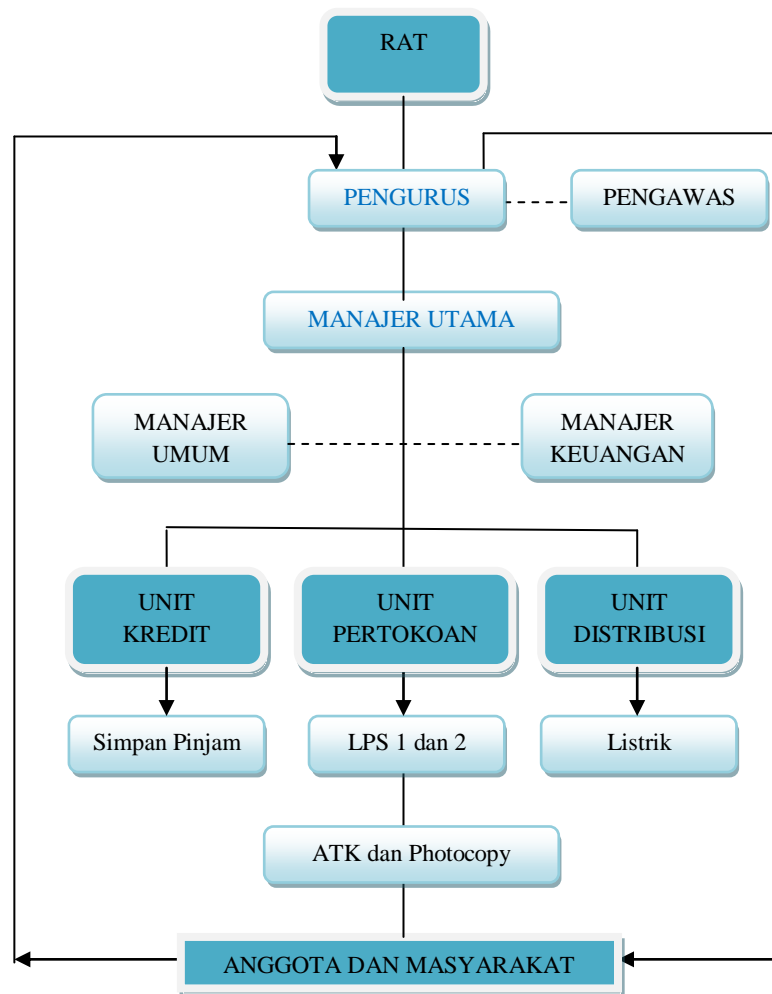 RAT
PENGURUS
PENGAWAS
MANAJER UTAMA
MANAJER
UMUM
MANAJER
KEUANGAN
UNIT
KREDIT
UNIT
PERTOKOAN
UNIT
DISTRIBUSI
Simpan Pinjam
LPS 1 dan 2
Listrik
ATK dan Photocopy
ANGGOTA DAN MASYARAKAT